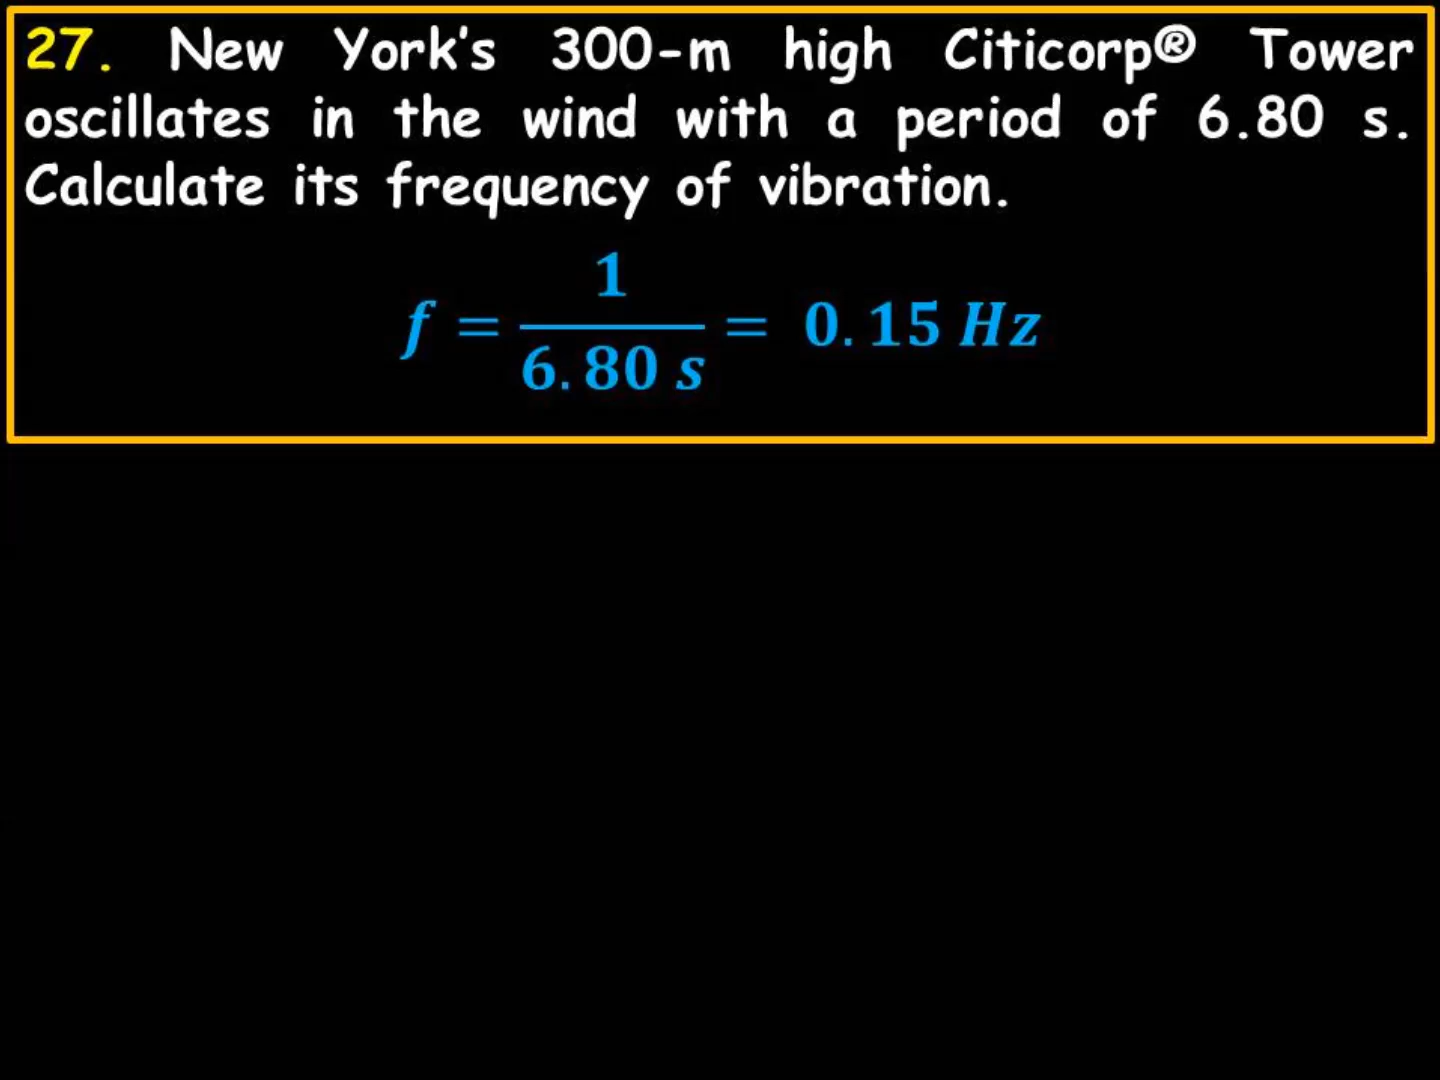 27. New York's 300-m high Citicorp® Tower
oscillates in the wind with a period of 6.80 s.
Calculate its frequency of vibration.
f = 1 / 6.80 s = 0.15 Hz